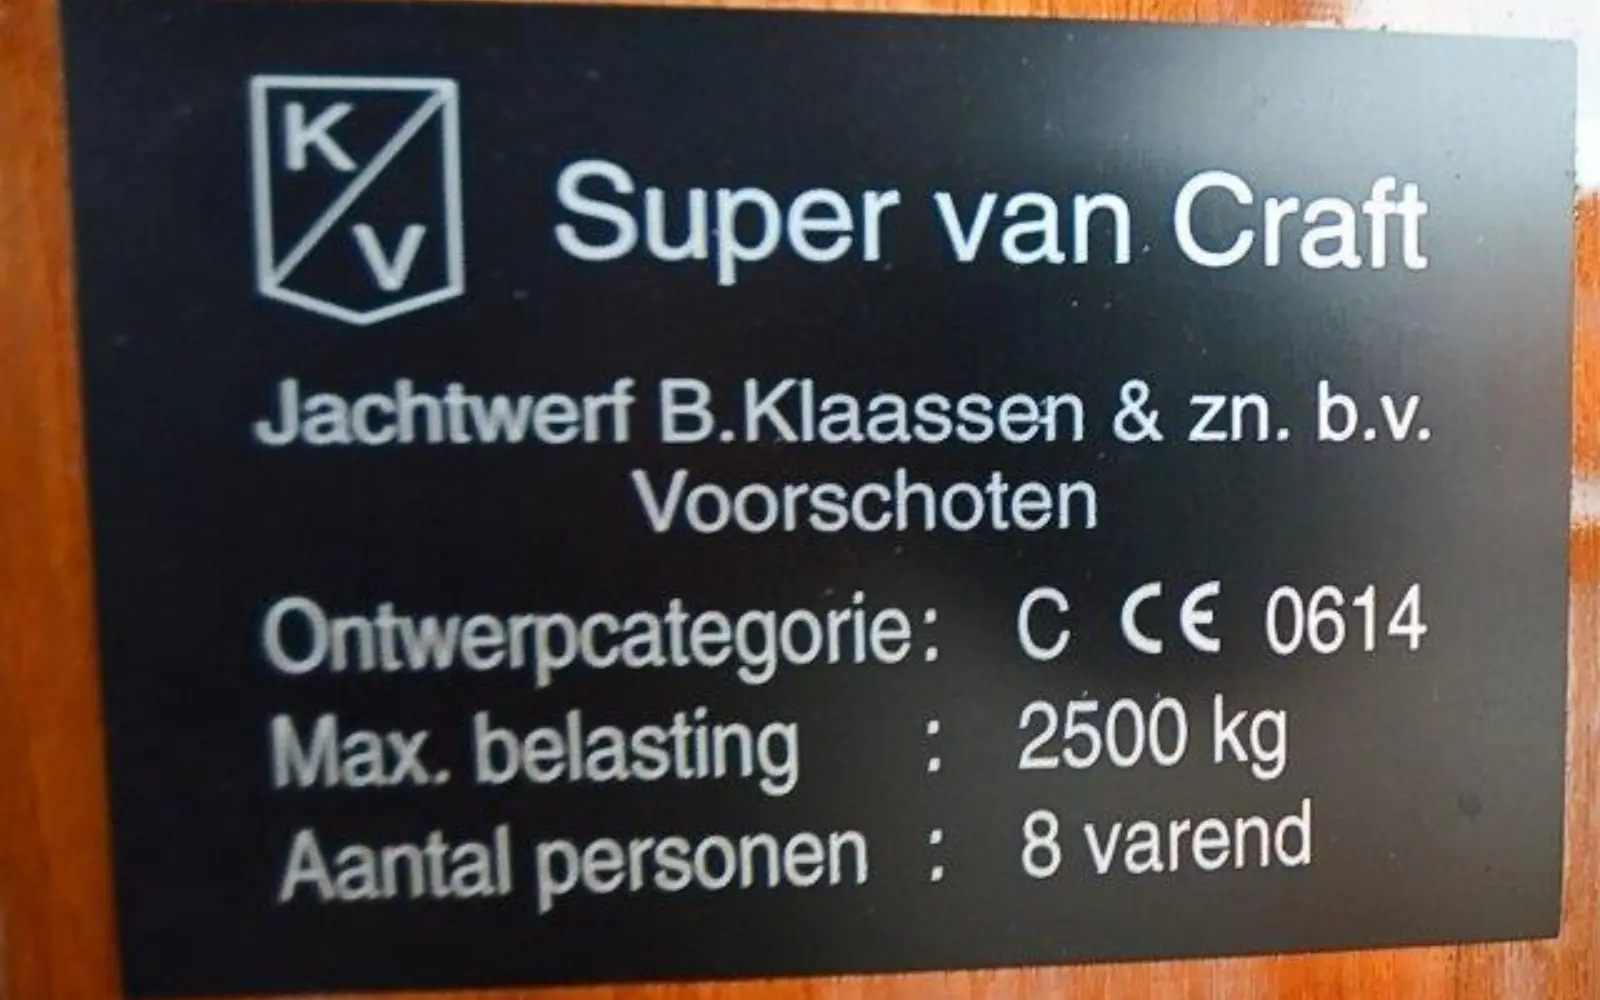 K
V
Super van Craft
Jachtwerf B.Klaassen & zn. b.v.
Voorschoten
Ontwerpcategorie: C CE 0614
Max. belasting : 2500 kg
Aantal personen : 8 varend